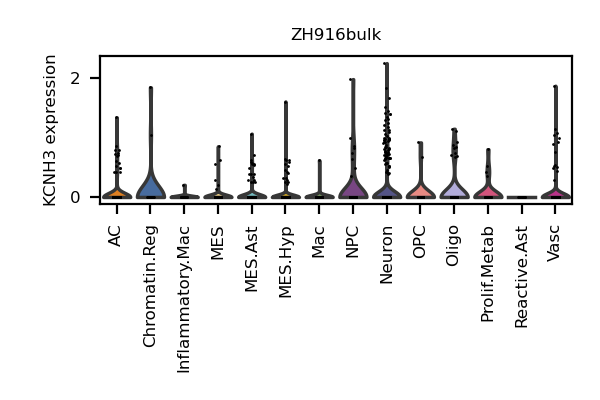 ZH916bulk
KCNH3 expression
2
0
AC
Chromatin.Reg
Inflammatory.Mac
MES
MES.Ast
MES.Hyp
Mac
NPC
Neuron
OPC
Oligo
Prolif.Metab
Reactive.Ast
Vasc